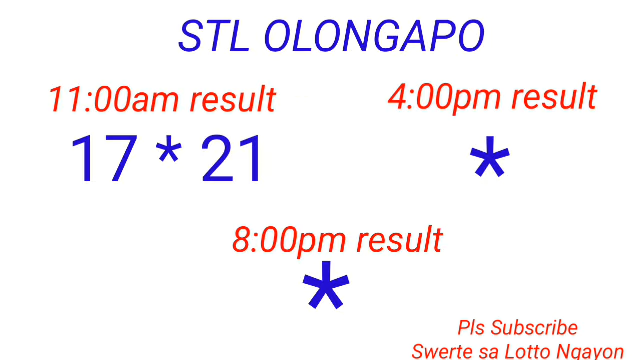 STL OLONGAPO
11:00am result
17 * 21
4:00pm result
*
8:00pm result
*
Pls Subscribe
Swerte sa Lotto Ngayon